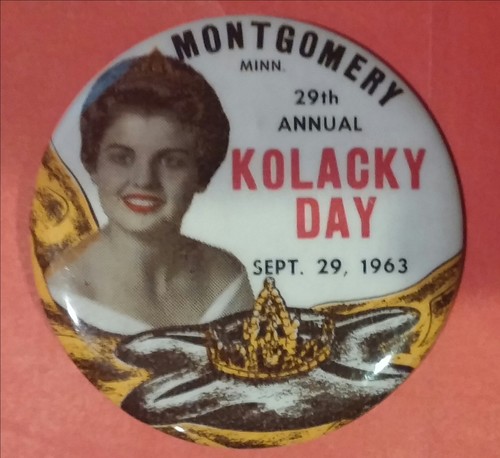 MONTGOMERY
MINN.
29th
ANNUAL
KOLACKY
DAY
SEPT. 29, 1963